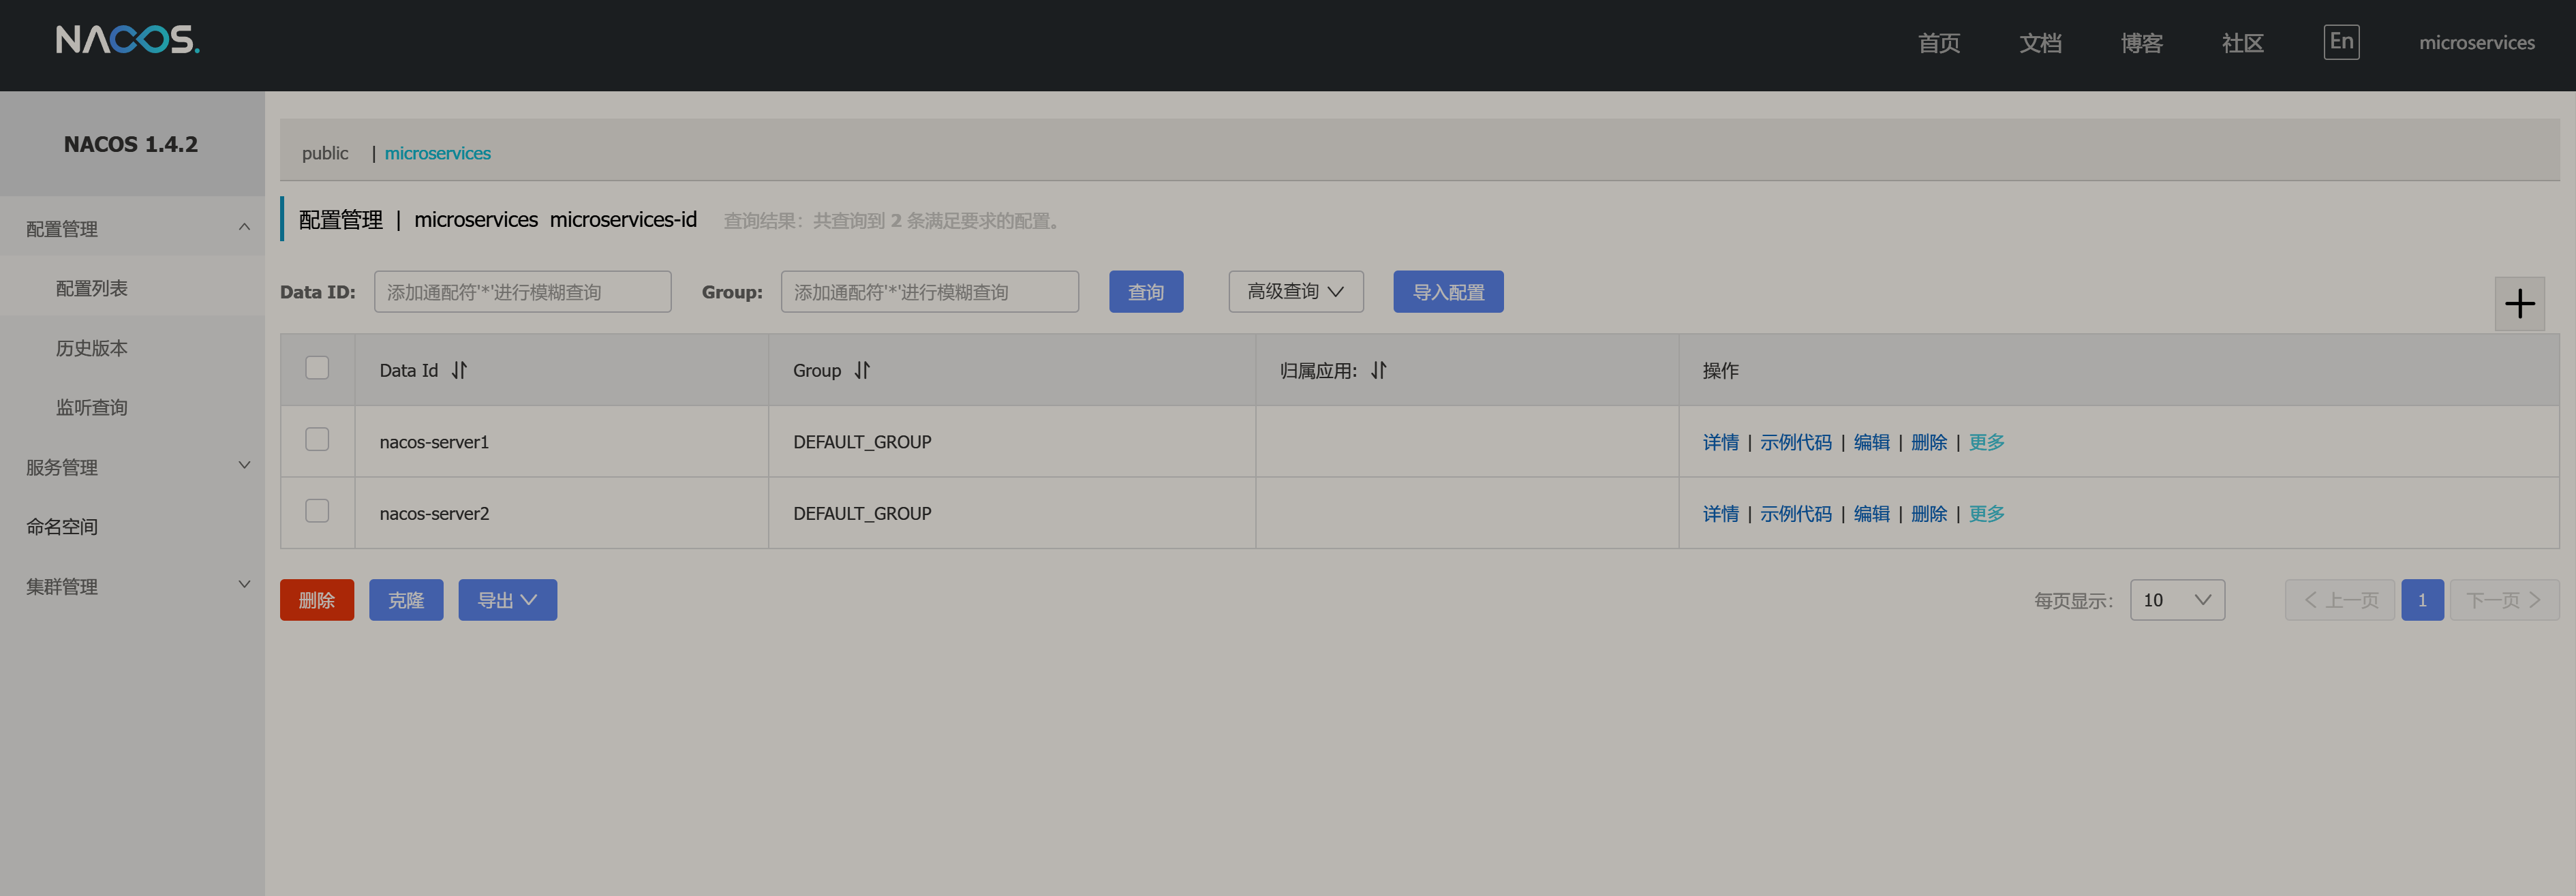 NACOS.
首页 文档 博客 社区 En microservices
NACOS 1.4.2
配置管理
配置列表
历史版本
监听查询
服务管理
命名空间
集群管理
public | microservices
配置管理 | microservices microservices-id 查询结果：共查询到 2 条满足要求的配置。
Data ID: 添加通配符'*'进行模糊查询 Group: 添加通配符'*'进行模糊查询 查询 高级查询 导入配置
Data Id Group 归属应用: 操作
nacos-server1 DEFAULT_GROUP 详情 | 示例代码 | 编辑 | 删除 | 更多
nacos-server2 DEFAULT_GROUP 详情 | 示例代码 | 编辑 | 删除 | 更多
删除 克隆 导出 每页显示: 10 上一页 1 下一页